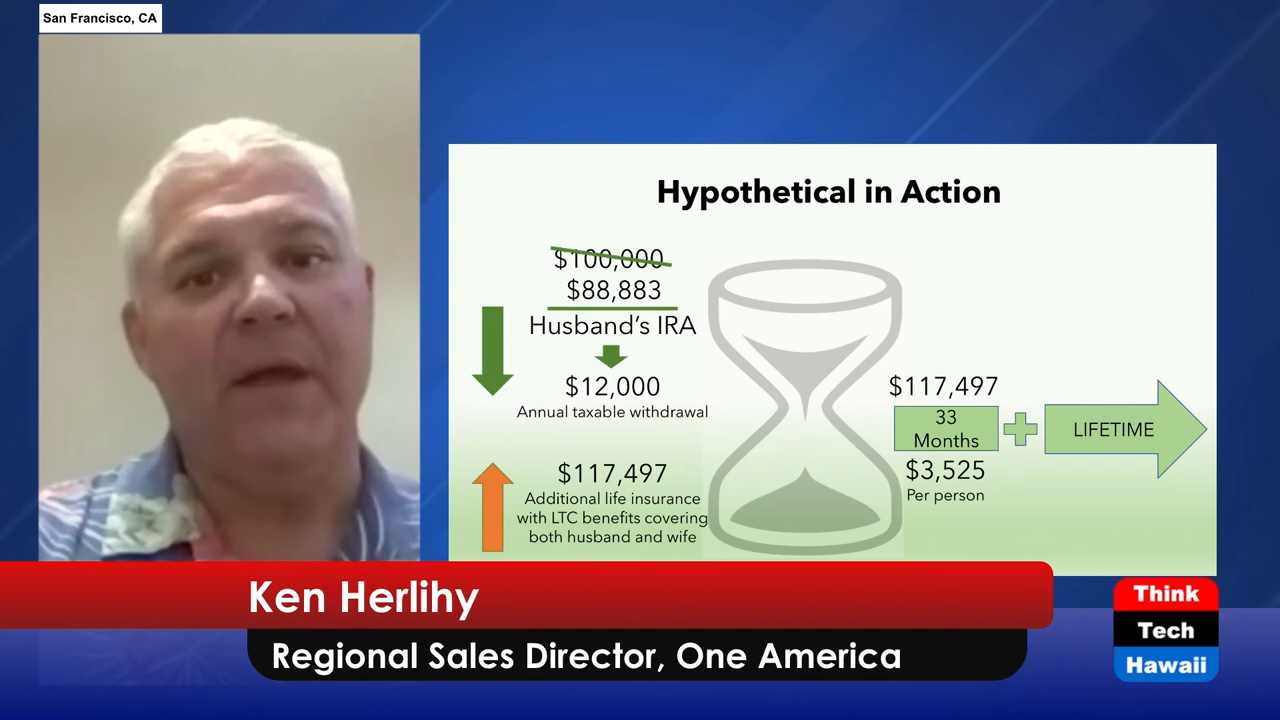 San Francisco, CA
Hypothetical in Action
$100,000
$88,883
Husband's IRA
$12,000
Annual taxable withdrawal
$117,497
Additional life insurance
with LTC benefits covering
both husband and wife
$117,497
33
Months
LIFETIME
$3,525
Per person
Ken Herlihy
Regional Sales Director, One America
Think
Tech
Hawaii